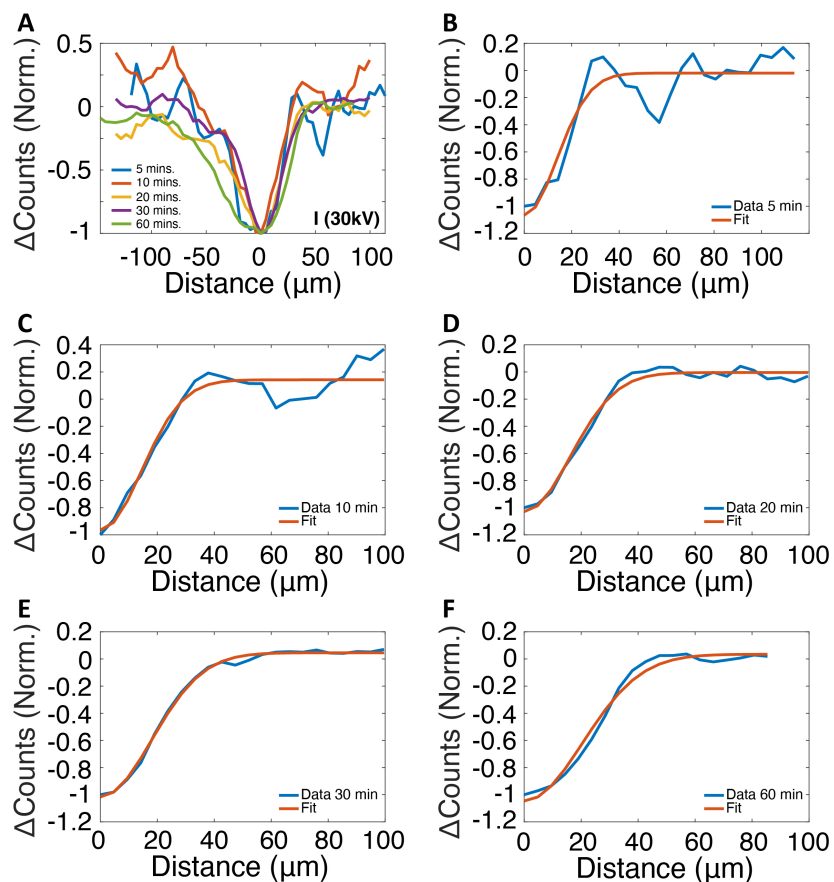 A
ΔCounts (Norm.)
0.5
0
-0.5
-1
5 mins.
10 mins.
20 mins.
30 mins.
60 mins.
I (30kV)
-100 -50 0 50 100
Distance (μm)
B
ΔCounts (Norm.)
0.2
0
-0.2
-0.4
-0.6
-0.8
-1
-1.2
Data 5 min
Fit
0 20 40 60 80 100
Distance (μm)
C
ΔCounts (Norm.)
0.4
0.2
0
-0.2
-0.4
-0.6
-0.8
-1
Data 10 min
Fit
0 20 40 60 80 100
Distance (μm)
D
ΔCounts (Norm.)
0.2
0
-0.2
-0.4
-0.6
-0.8
-1
-1.2
Data 20 min
Fit
0 20 40 60 80 100
Distance (μm)
E
ΔCounts (Norm.)
0.2
0
-0.2
-0.4
-0.6
-0.8
-1
-1.2
Data 30 min
Fit
0 20 40 60 80 100
Distance (μm)
F
ΔCounts (Norm.)
0.2
0
-0.2
-0.4
-0.6
-0.8
-1
-1.2
Data 60 min
Fit
0 20 40 60 80 100
Distance (μm)